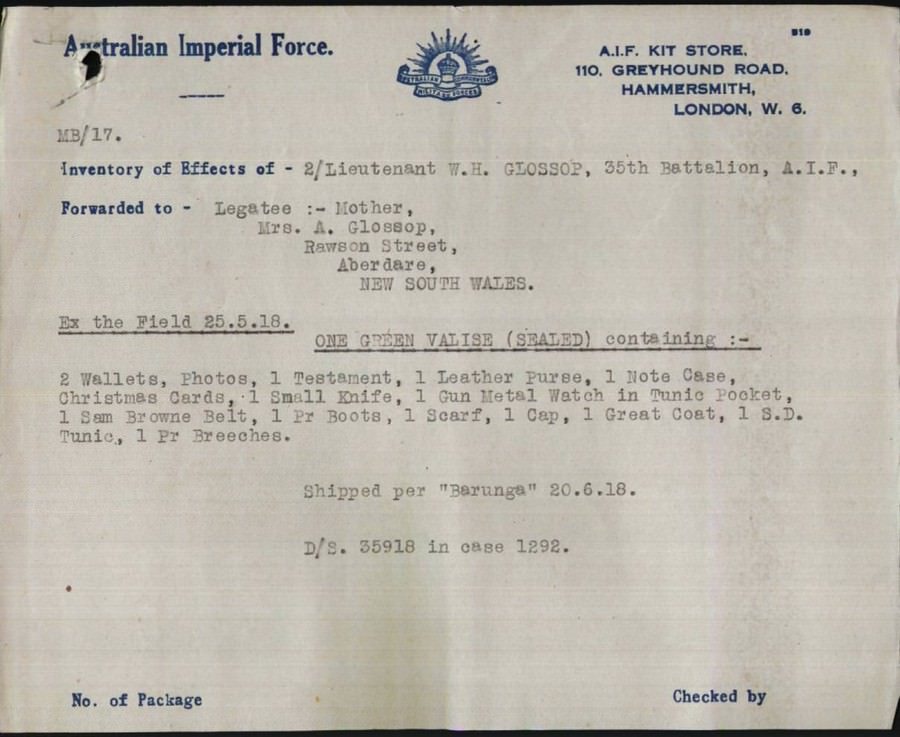 Australian Imperial Force.
AUSTRALIAN COMMONWEALTH
MILITARY FORCES
A.I.F. KIT STORE,
110, GREYHOUND ROAD,
HAMMERSMITH,
LONDON, W. 6.
MB/17.
Inventory of Effects of - 2/Lieutenant W.H. GLOSSOP, 35th Battalion, A.I.F.,
Forwarded to - Legatee :- Mother,
Mrs. A. Glossop,
Rawson Street,
Aberdare,
NEW SOUTH WALES.
Ex the Field 25.5.18.
ONE GREEN VALISE (SEALED) containing :-
2 Wallets, Photos, 1 Testament, 1 Leather Purse, 1 Note Case,
Christmas Cards, 1 Small Knife, 1 Gun Metal Watch in Tunic Pocket,
1 Sam Browne Belt, 1 Pr Boots, 1 Scarf, 1 Cap, 1 Great Coat, 1 S.D.
Tunic, 1 Pr Breeches.
Shipped per "Barunga" 20.6.18.
D/S. 35918 in case 1292.
No. of Package
Checked by